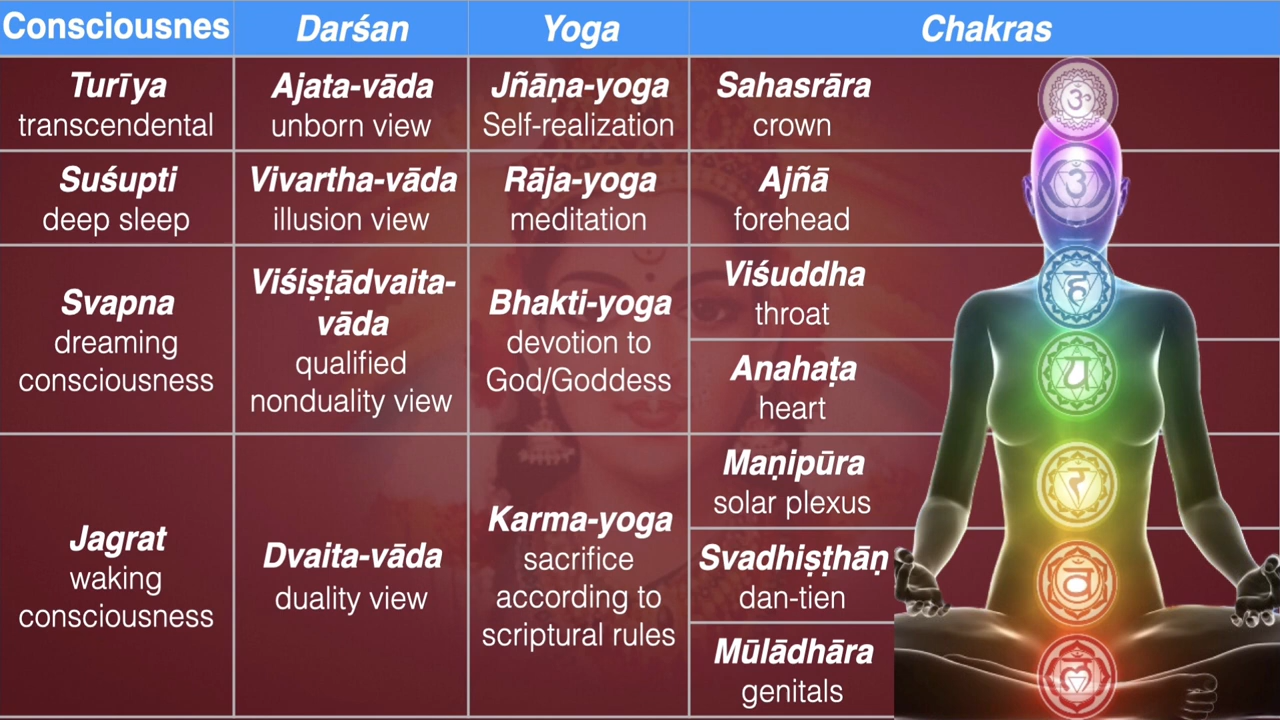 Consciousnes
Darśan
Yoga
Chakras
Turīya
transcendental
Ajata-vāda
unborn view
Jñāṇa-yoga
Self-realization
Sahasrāra
crown
Suśupti
deep sleep
Vivartha-vāda
illusion view
Rāja-yoga
meditation
Ajñā
forehead
Svapna
dreaming
consciousness
Viśiṣṭādvaita-
vāda
qualified
nonduality view
Bhakti-yoga
devotion to
God/Goddess
Viśuddha
throat
Anahaṭa
heart
Jagrat
waking
consciousness
Dvaita-vāda
duality view
Karma-yoga
sacrifice
according to
scriptural rules
Maṇipūra
solar plexus
Svadhiṣṭhāṇ
dan-tien
Mūlādhāra
genitals
ॐ
ॐ
हं
यं
रं
वं
लं